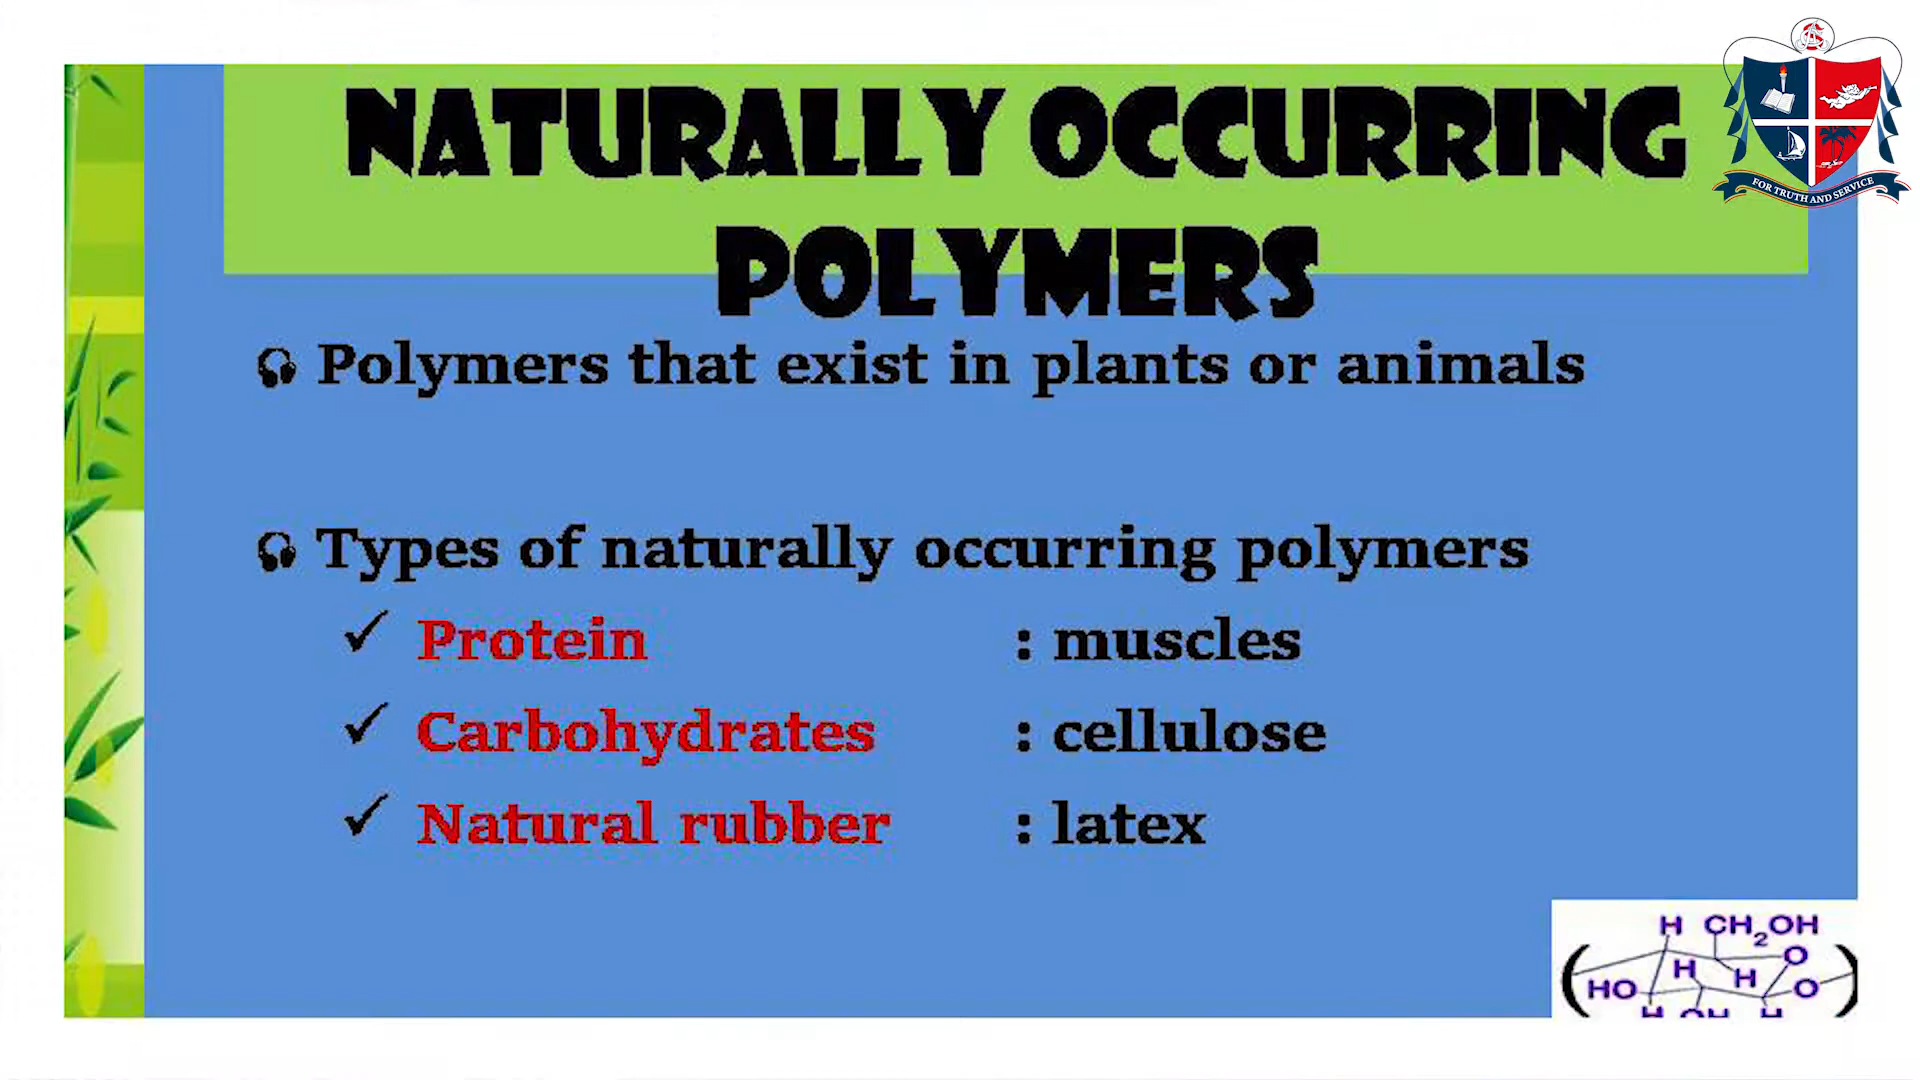 NATURALLY OCCURRING
POLYMERS
Polymers that exist in plants or animals
Types of naturally occurring polymers
✓ Protein : muscles
✓ Carbohydrates : cellulose
✓ Natural rubber : latex
FOR TRUTH AND SERVICE
H CH2OH
O
H H
HO O
H OH H